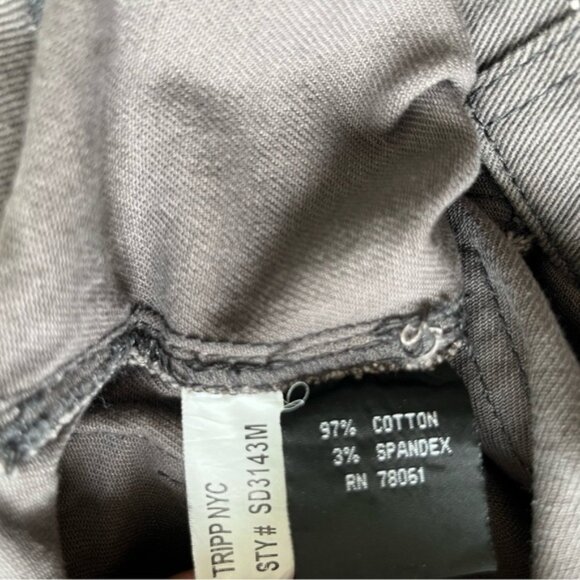 TRIPP NYC
STY# SD3143M
97% COTTON
3% SPANDEX
RN 78061